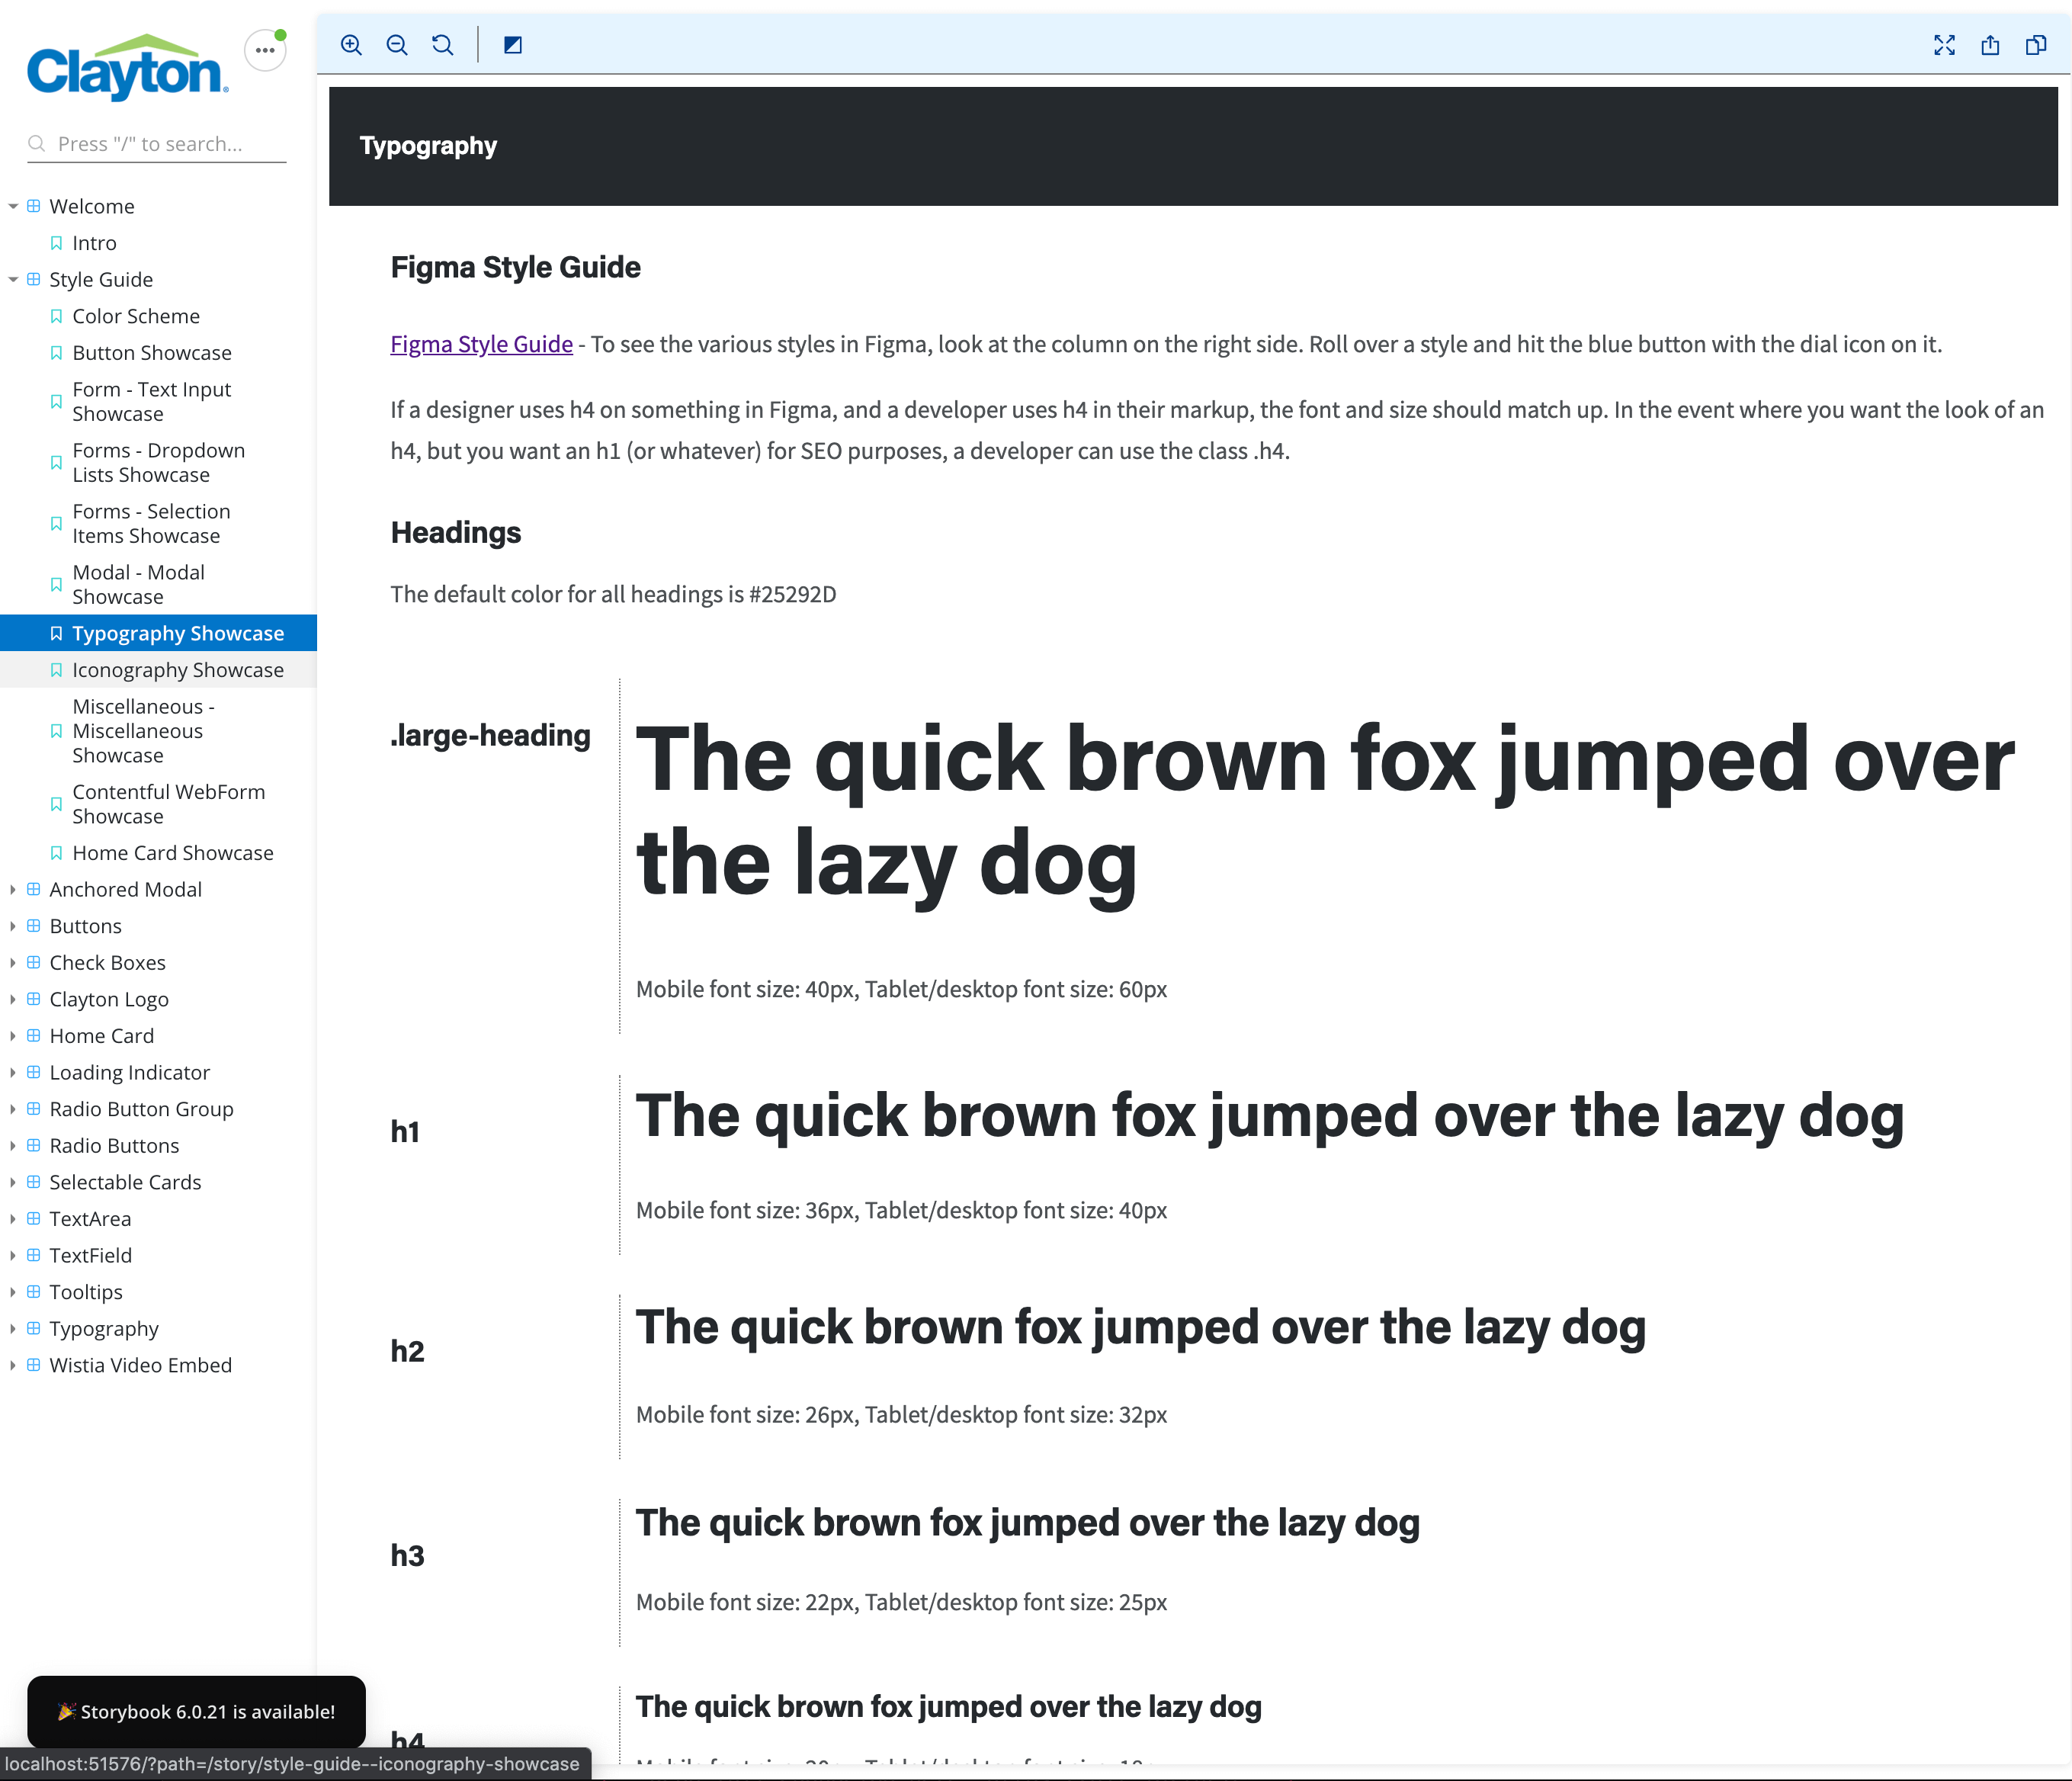 Clayton®
Press "/" to search...
Welcome
Intro
Style Guide
Color Scheme
Button Showcase
Form - Text Input
Showcase
Forms - Dropdown
Lists Showcase
Forms - Selection
Items Showcase
Modal - Modal
Showcase
Typography Showcase
Iconography Showcase
Miscellaneous -
Miscellaneous
Showcase
Contentful WebForm
Showcase
Home Card Showcase
Anchored Modal
Buttons
Check Boxes
Clayton Logo
Home Card
Loading Indicator
Radio Button Group
Radio Buttons
Selectable Cards
TextArea
TextField
Tooltips
Typography
Wistia Video Embed
🎉 Storybook 6.0.21 is available!
localhost:51576/?path=/story/style-guide--iconography-showcase
Typography
Figma Style Guide
Figma Style Guide - To see the various styles in Figma, look at the column on the right side. Roll over a style and hit the blue button with the dial icon on it.
If a designer uses h4 on something in Figma, and a developer uses h4 in their markup, the font and size should match up. In the event where you want the look of an
h4, but you want an h1 (or whatever) for SEO purposes, a developer can use the class .h4.
Headings
The default color for all headings is #25292D
.large-heading
The quick brown fox jumped over
the lazy dog
Mobile font size: 40px, Tablet/desktop font size: 60px
h1
The quick brown fox jumped over the lazy dog
Mobile font size: 36px, Tablet/desktop font size: 40px
h2
The quick brown fox jumped over the lazy dog
Mobile font size: 26px, Tablet/desktop font size: 32px
h3
The quick brown fox jumped over the lazy dog
Mobile font size: 22px, Tablet/desktop font size: 25px
h4
The quick brown fox jumped over the lazy dog